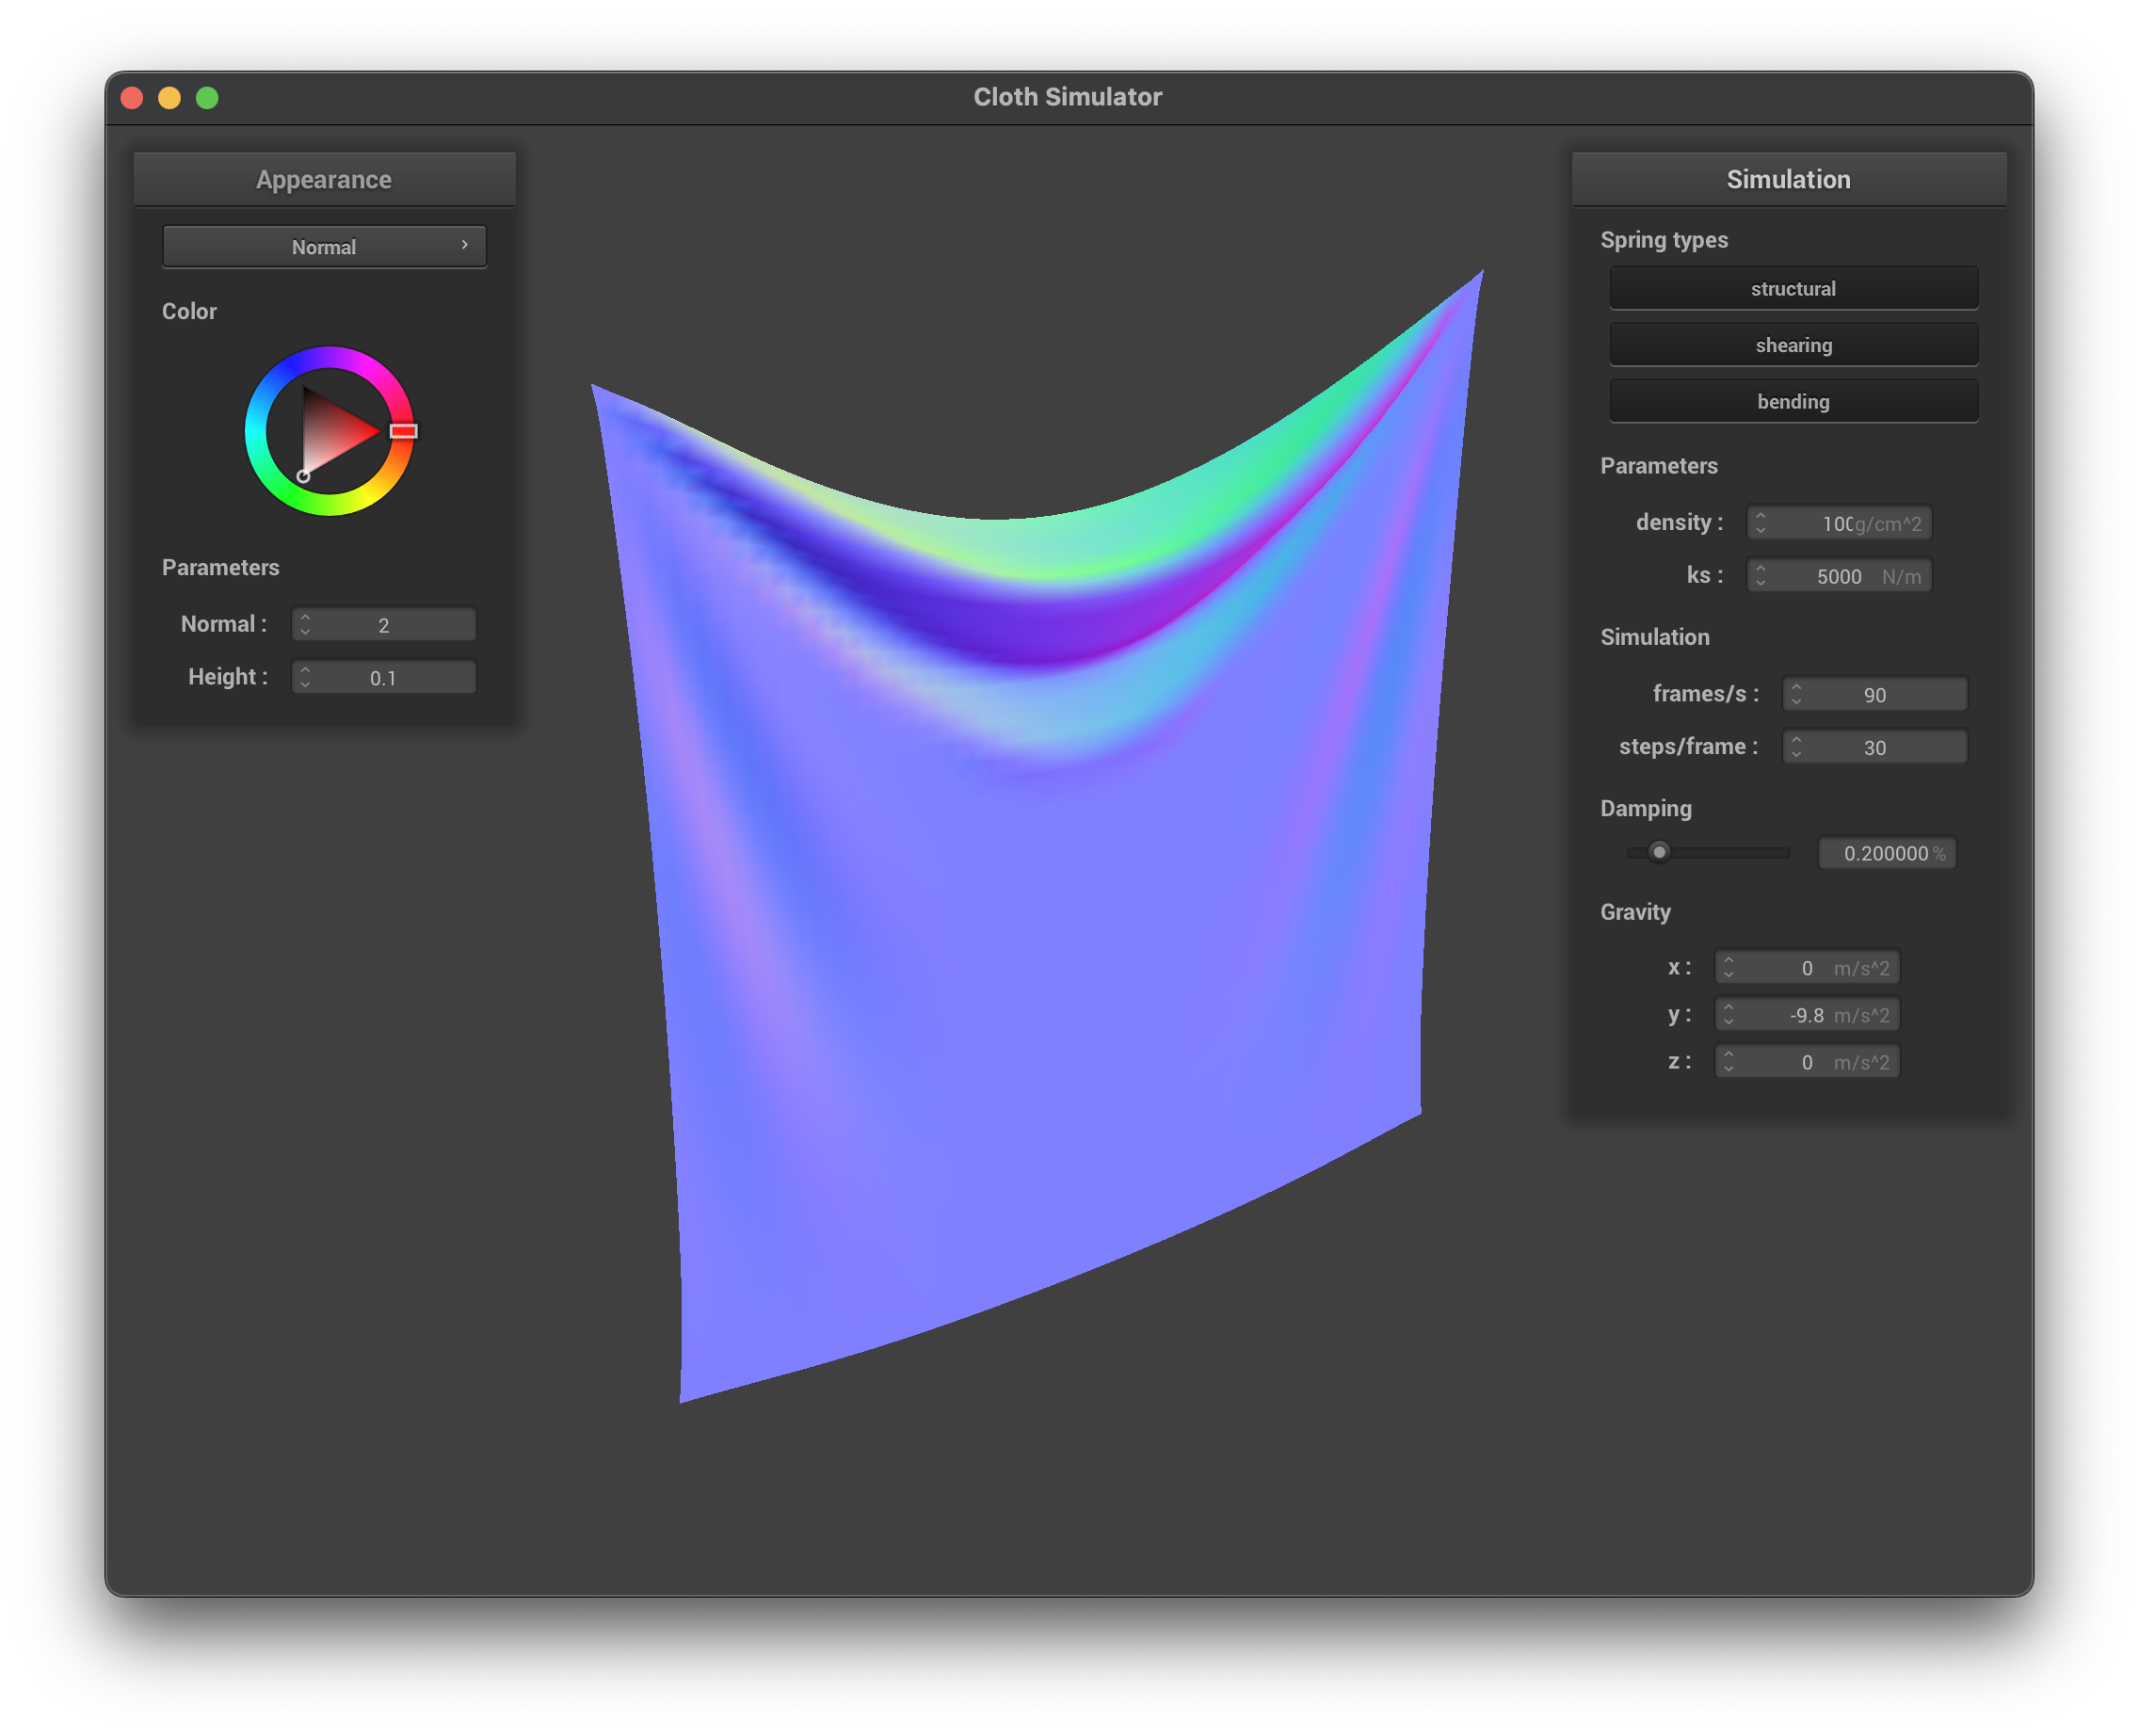 Cloth Simulator
Appearance
Normal
Color
Parameters
Normal : 2
Height : 0.1
Simulation
Spring types
structural
shearing
bending
Parameters
density : 100g/cm^2
ks : 5000 N/m
Simulation
frames/s : 90
steps/frame : 30
Damping
0.200000 %
Gravity
x : 0 m/s^2
y : -9.8 m/s^2
z : 0 m/s^2